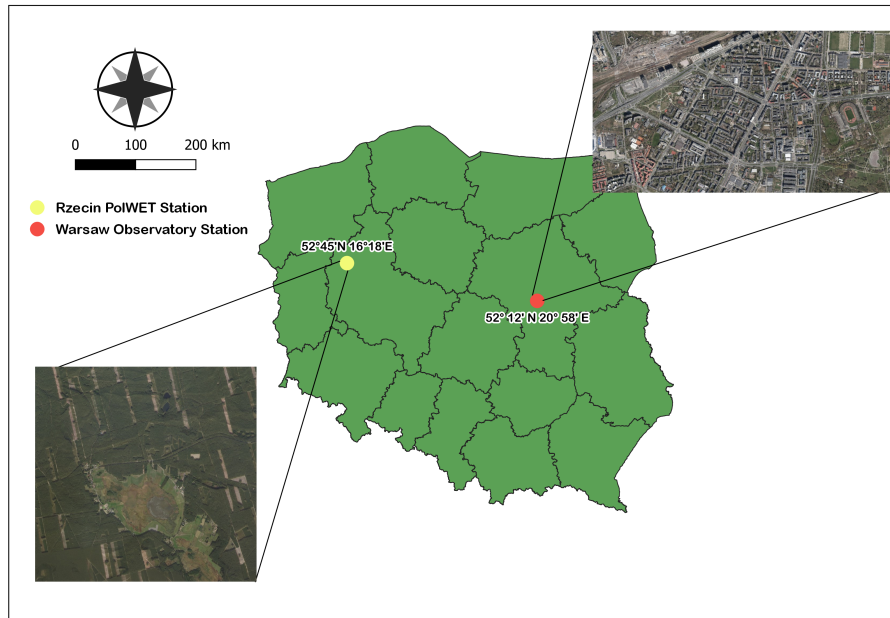 0 100 200 km
Rzecin PolWET Station
Warsaw Observatory Station
52°45'N 16°18'E
52° 12' N 20° 58' E